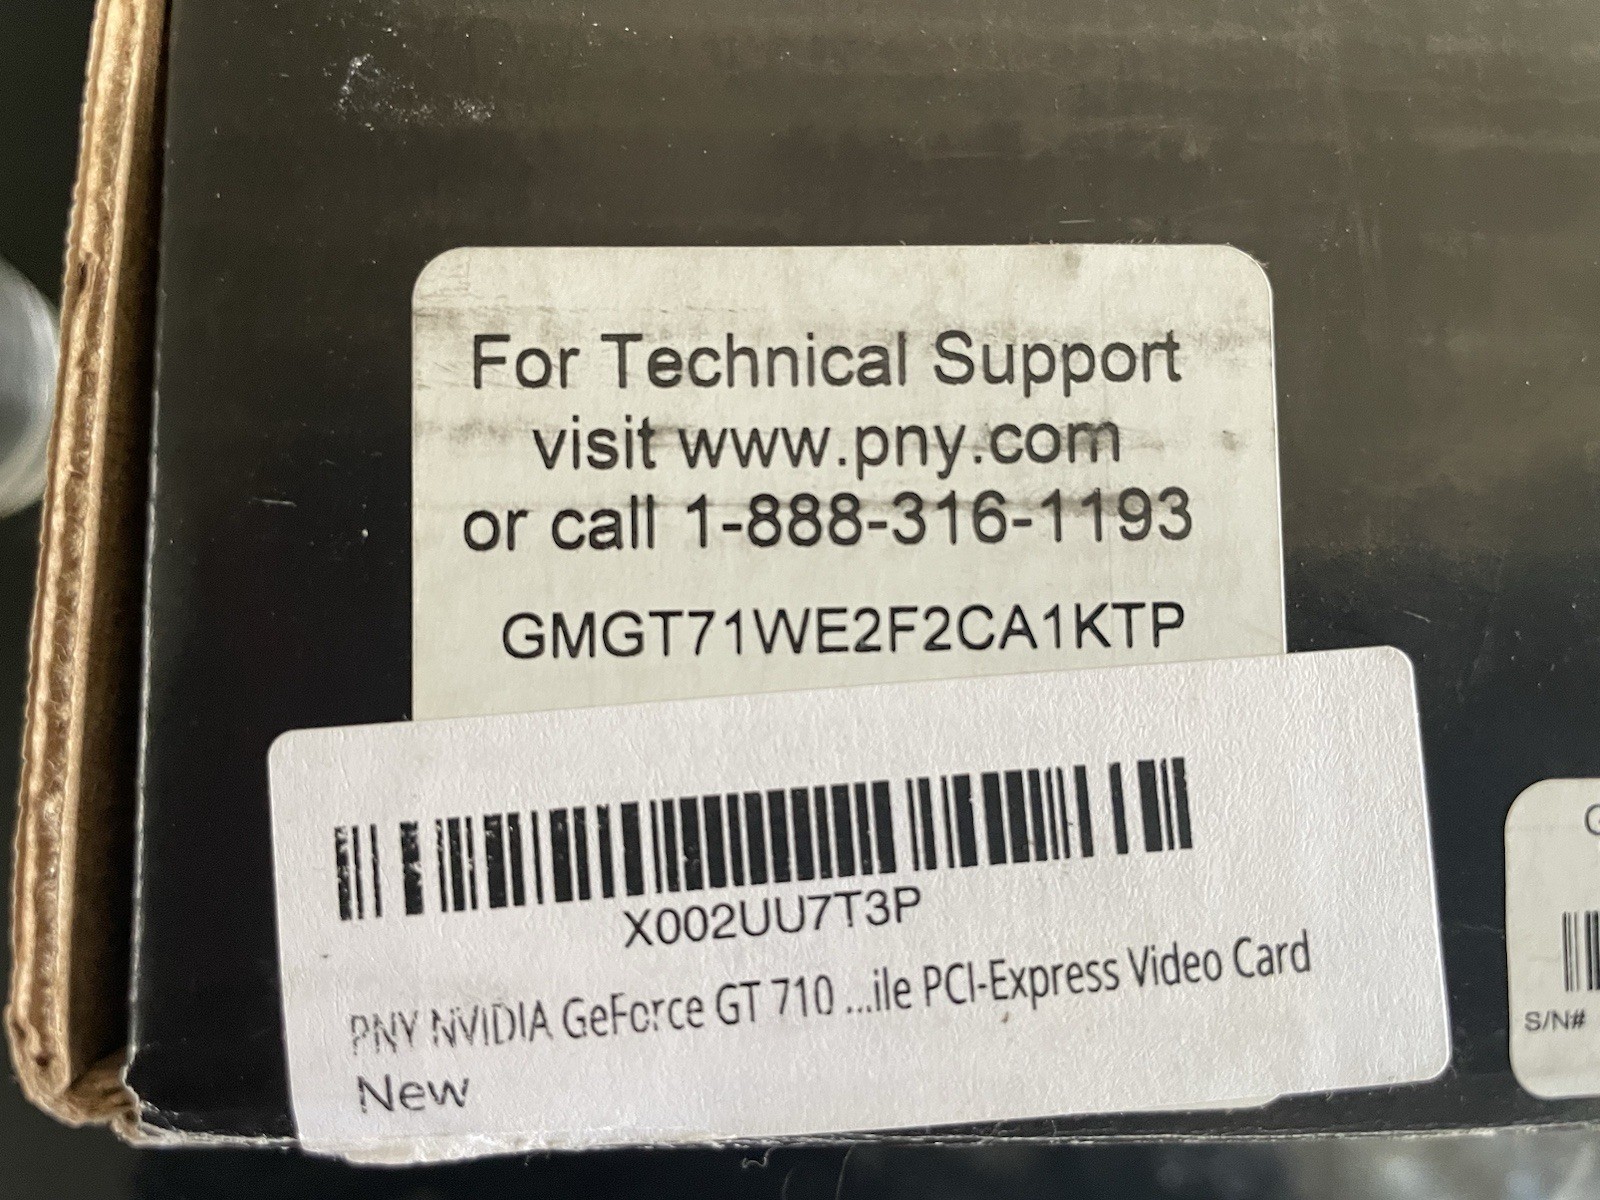 For Technical Support
visit www.pny.com
or call 1-888-316-1193
GMGT71WE2F2CA1KTP
X002UU7T3P
PNY NVIDIA GeForce GT 710 ...ile PCI-Express Video Card
New
G
S/N#